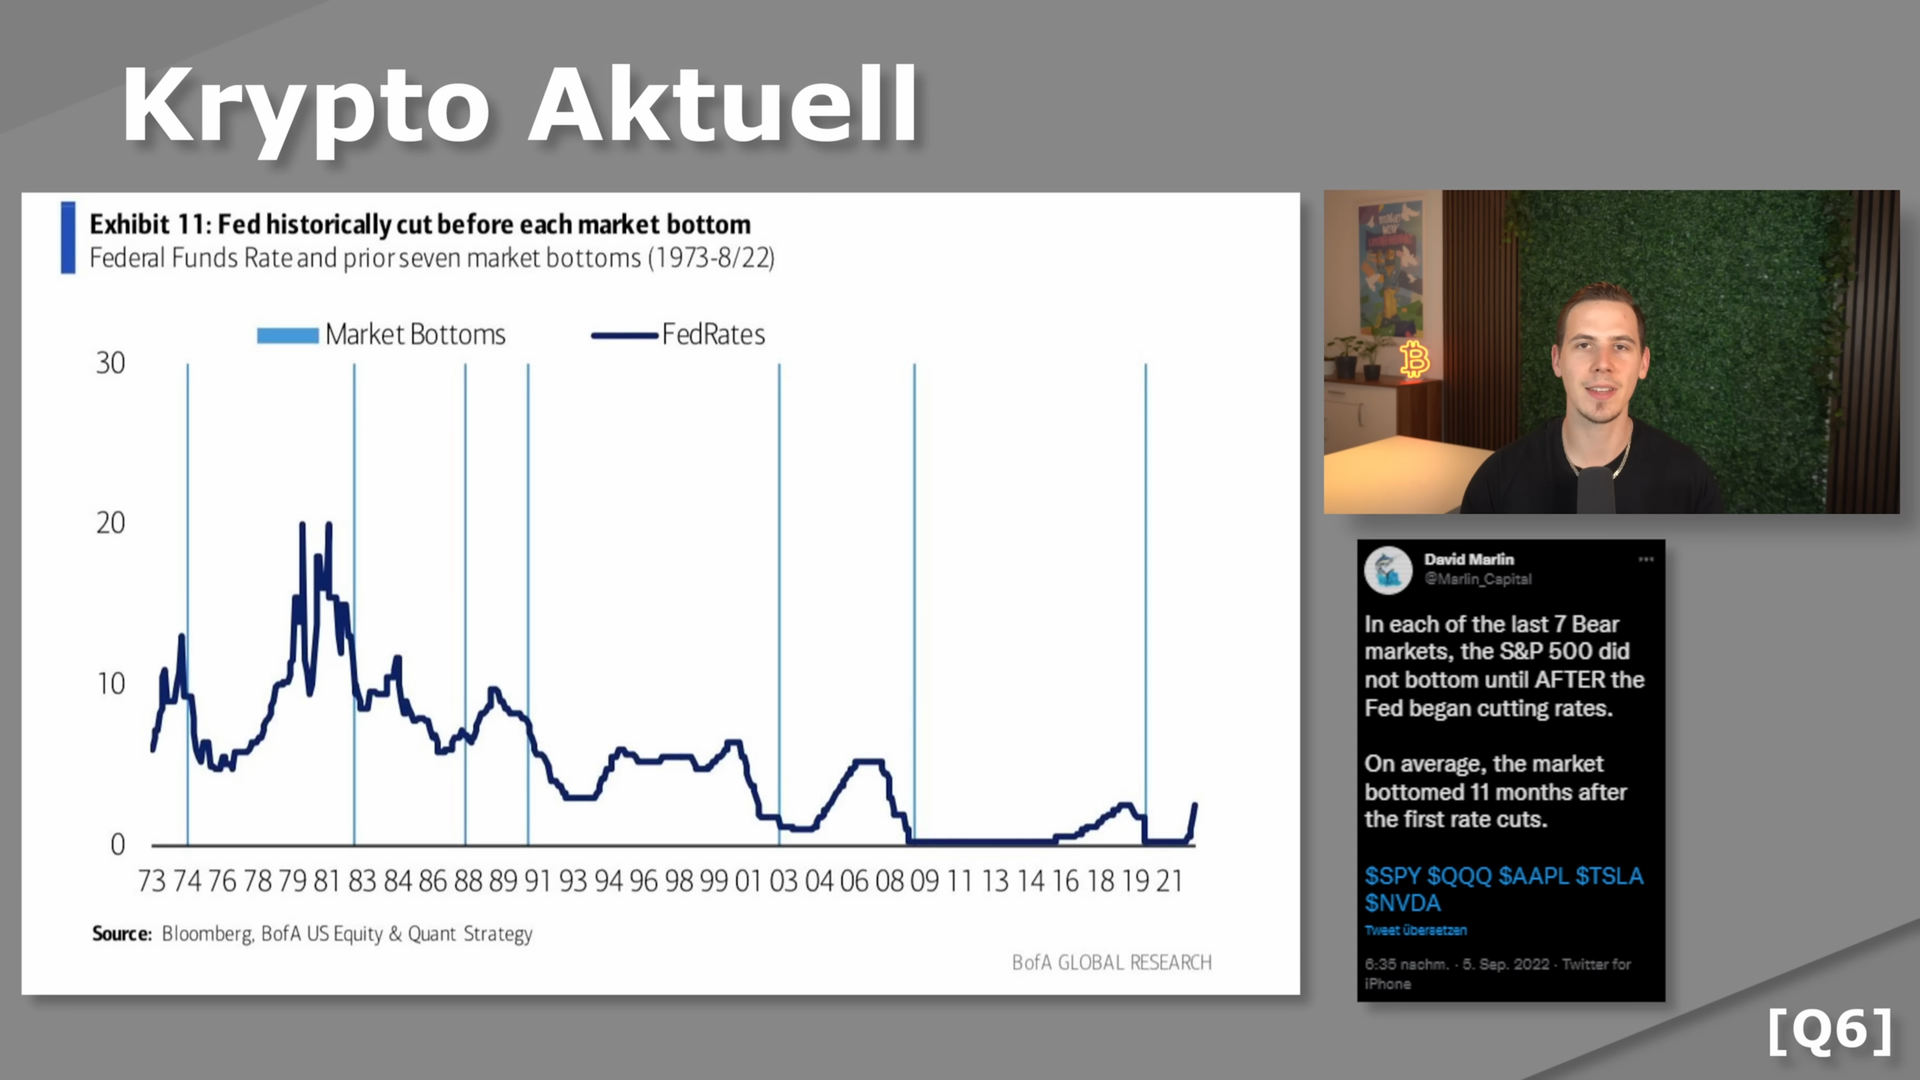 Krypto Aktuell
Exhibit 11: Fed historically cut before each market bottom
Federal Funds Rate and prior seven market bottoms (1973-8/22)
Market Bottoms
FedRates
30
20
10
0
73 74 76 78 79 81 83 84 86 88 89 91 93 94 96 98 99 01 03 04 06 08 09 11 13 14 16 18 19 21
Source: Bloomberg, BofA US Equity & Quant Strategy
BofA GLOBAL RESEARCH
David Marlin
@Marlin_Capital
In each of the last 7 Bear
markets, the S&P 500 did
not bottom until AFTER the
Fed began cutting rates.
On average, the market
bottomed 11 months after
the first rate cuts.
$SPY $QQQ $AAPL $TSLA
$NVDA
Tweet übersetzen
6:35 nachm. · 5. Sep. 2022 · Twitter for
iPhone
[Q6]